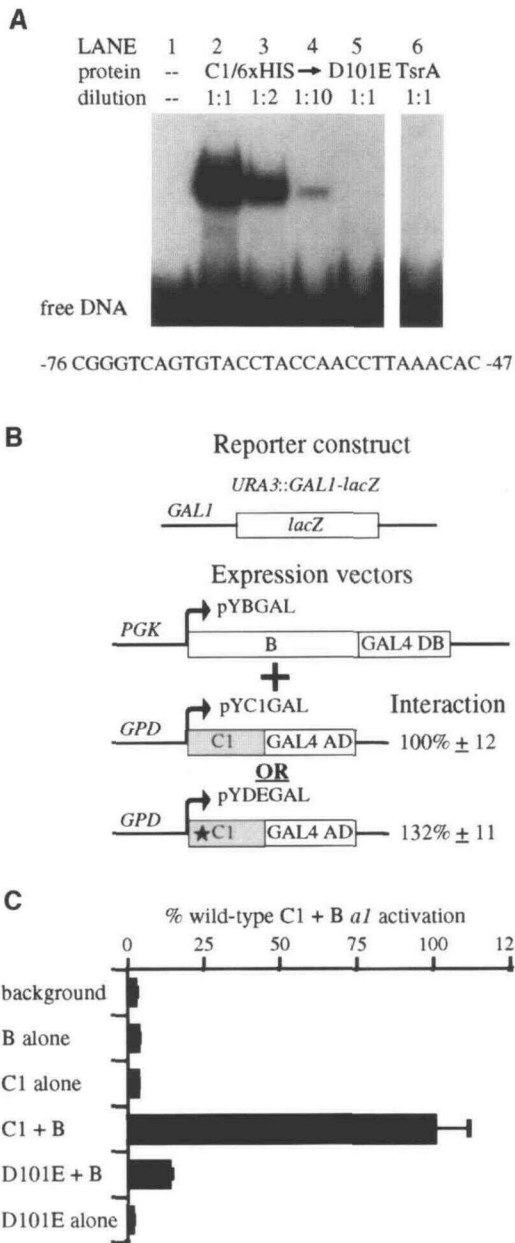 A
LANE 1 2 3 4 5 6
protein -- C1/6xHIS → D101E TsrA
dilution -- 1:1 1:2 1:10 1:1 1:1
free DNA
-76 CGGGTCAGTGTACCTACCAACCTTAAACAC -47
B
Reporter construct
URA3::GAL1-lacZ
GAL1
lacZ
Expression vectors
pYBGAL
PGK
B GAL4 DB
+
pYC1GAL Interaction
GPD C1 GAL4 AD 100% ± 12
OR
pYDEGAL
GPD ★C1 GAL4 AD 132% ± 11
C
% wild-type C1 + B a1 activation
0 25 50 75 100 12
background
B alone
C1 alone
C1 + B
D101E + B
D101E alone